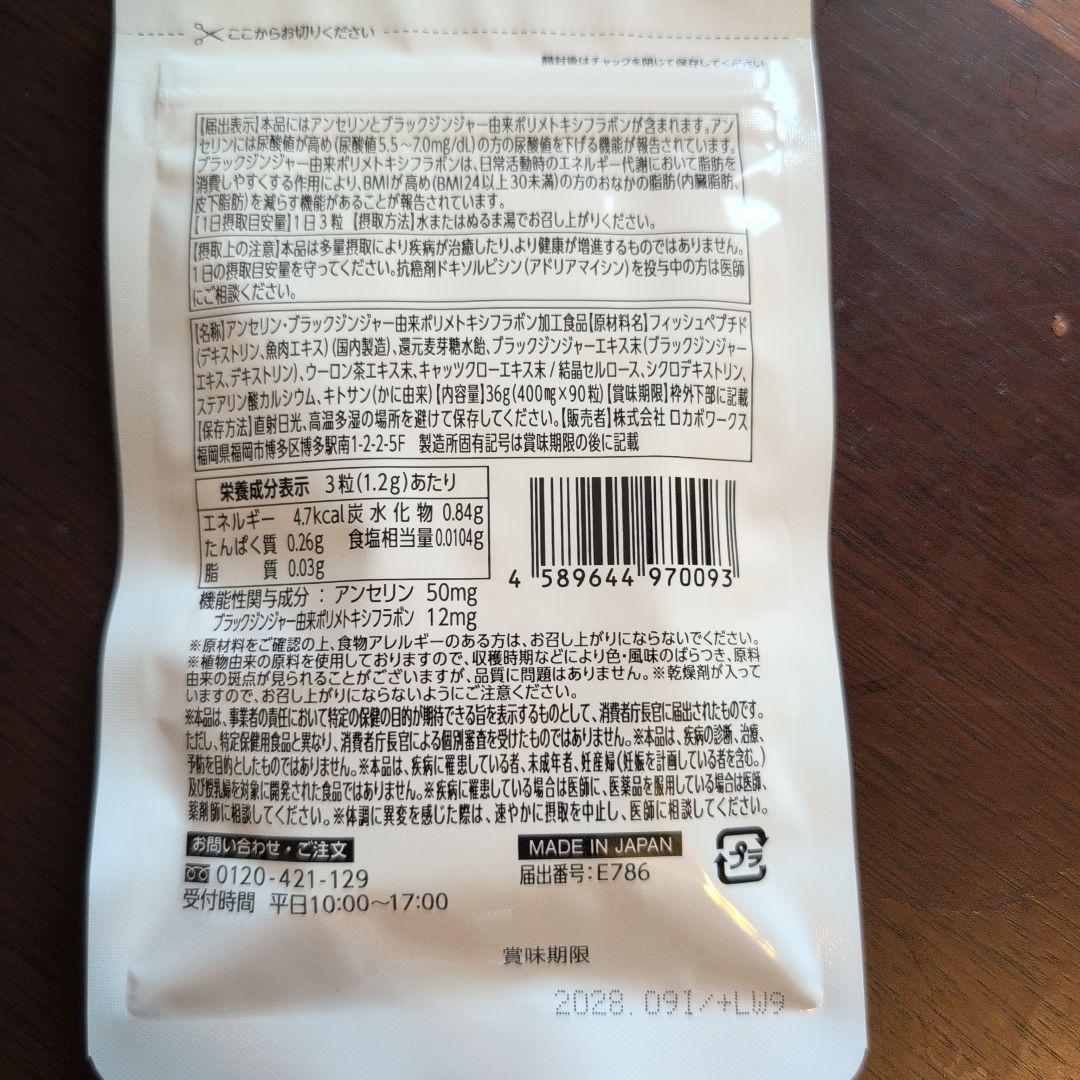 ここからお切りください
開封後はチャックを閉じて保存してください
【届出表示】本品にはアンセリンとブラックジンジャー由来ポリメトキシフラボンが含まれます。アン
セリンには尿酸値が高め(尿酸値5.5～7.0mg/dL)の方の尿酸値を下げる機能が報告されています。
ブラックジンジャー由来ポリメトキシフラボンは、日常活動時のエネルギー代謝において脂肪を
消費しやすくする作用により、BMIが高め(BMI24以上30未満)の方のおなかの脂肪(内臓脂肪、
皮下脂肪)を減らす機能があることが報告されています。
【1日摂取目安量】1日3粒 【摂取方法】水またはぬるま湯でお召し上がりください。
【摂取上の注意】本品は多量摂取により疾病が治癒したり、より健康が増進するものではありません。
1日の摂取目安量を守ってください。抗癌剤ドキソルビシン(アドリアマイシン)を投与中の方は医師
にご相談ください。
【名称】アンセリン・ブラックジンジャー由来ポリメトキシフラボン加工食品【原材料名】フィッシュペプチド
(デキストリン、魚肉エキス)(国内製造)、還元麦芽糖水飴、ブラックジンジャーエキス末(ブラックジンジャー
エキス、デキストリン)、ウーロン茶エキス末、キャッツクローエキス末/結晶セルロース、シクロデキストリン、
ステアリン酸カルシウム、キトサン(かに由来)【内容量】36g(400mg×90粒)【賞味期限】枠外下部に記載
【保存方法】直射日光、高温多湿の場所を避けて保存してください。【販売者】株式会社 ロカボワークス
福岡県福岡市博多区博多駅南1-2-2-5F 製造所固有記号は賞味期限の後に記載
栄養成分表示 3粒(1.2g)あたり
エネルギー 4.7kcal 炭水化物 0.84g
たんぱく質 0.26g 食塩相当量 0.0104g
脂質 0.03g
4 589644 970093
機能性関与成分：アンセリン 50mg
ブラックジンジャー由来ポリメトキシフラボン 12mg
※原材料をご確認の上、食物アレルギーのある方は、お召し上がりにならないでください。
※植物由来の原料を使用しておりますので、収穫時期などにより色・風味のばらつき、原料
由来の斑点が見られることがございますが、品質に問題はありません。※乾燥剤が入って
いますので、お召し上がりにならないようにご注意ください。
※本品は、事業者の責任において特定の保健の目的が期待できる旨を表示するものとして、消費者庁長官に届出されたものです。
ただし、特定保健用食品と異なり、消費者庁長官による個別審査を受けたものではありません。※本品は、疾病の診断、治療、
予防を目的としたものではありません。※本品は、疾病に罹患している者、未成年者、妊産婦(妊娠を計画している者を含む。)
及び授乳婦を対象に開発された食品ではありません。※疾病に罹患している場合は医師に、医薬品を服用している場合は医師、
薬剤師に相談してください。※体調に異変を感じた際は、速やかに摂取を中止し、医師に相談してください。
お問い合わせ・ご注文
0120-421-129
受付時間 平日10:00～17:00
MADE IN JAPAN
届出番号：E786
プラ
賞味期限
2028.09I/+LW9